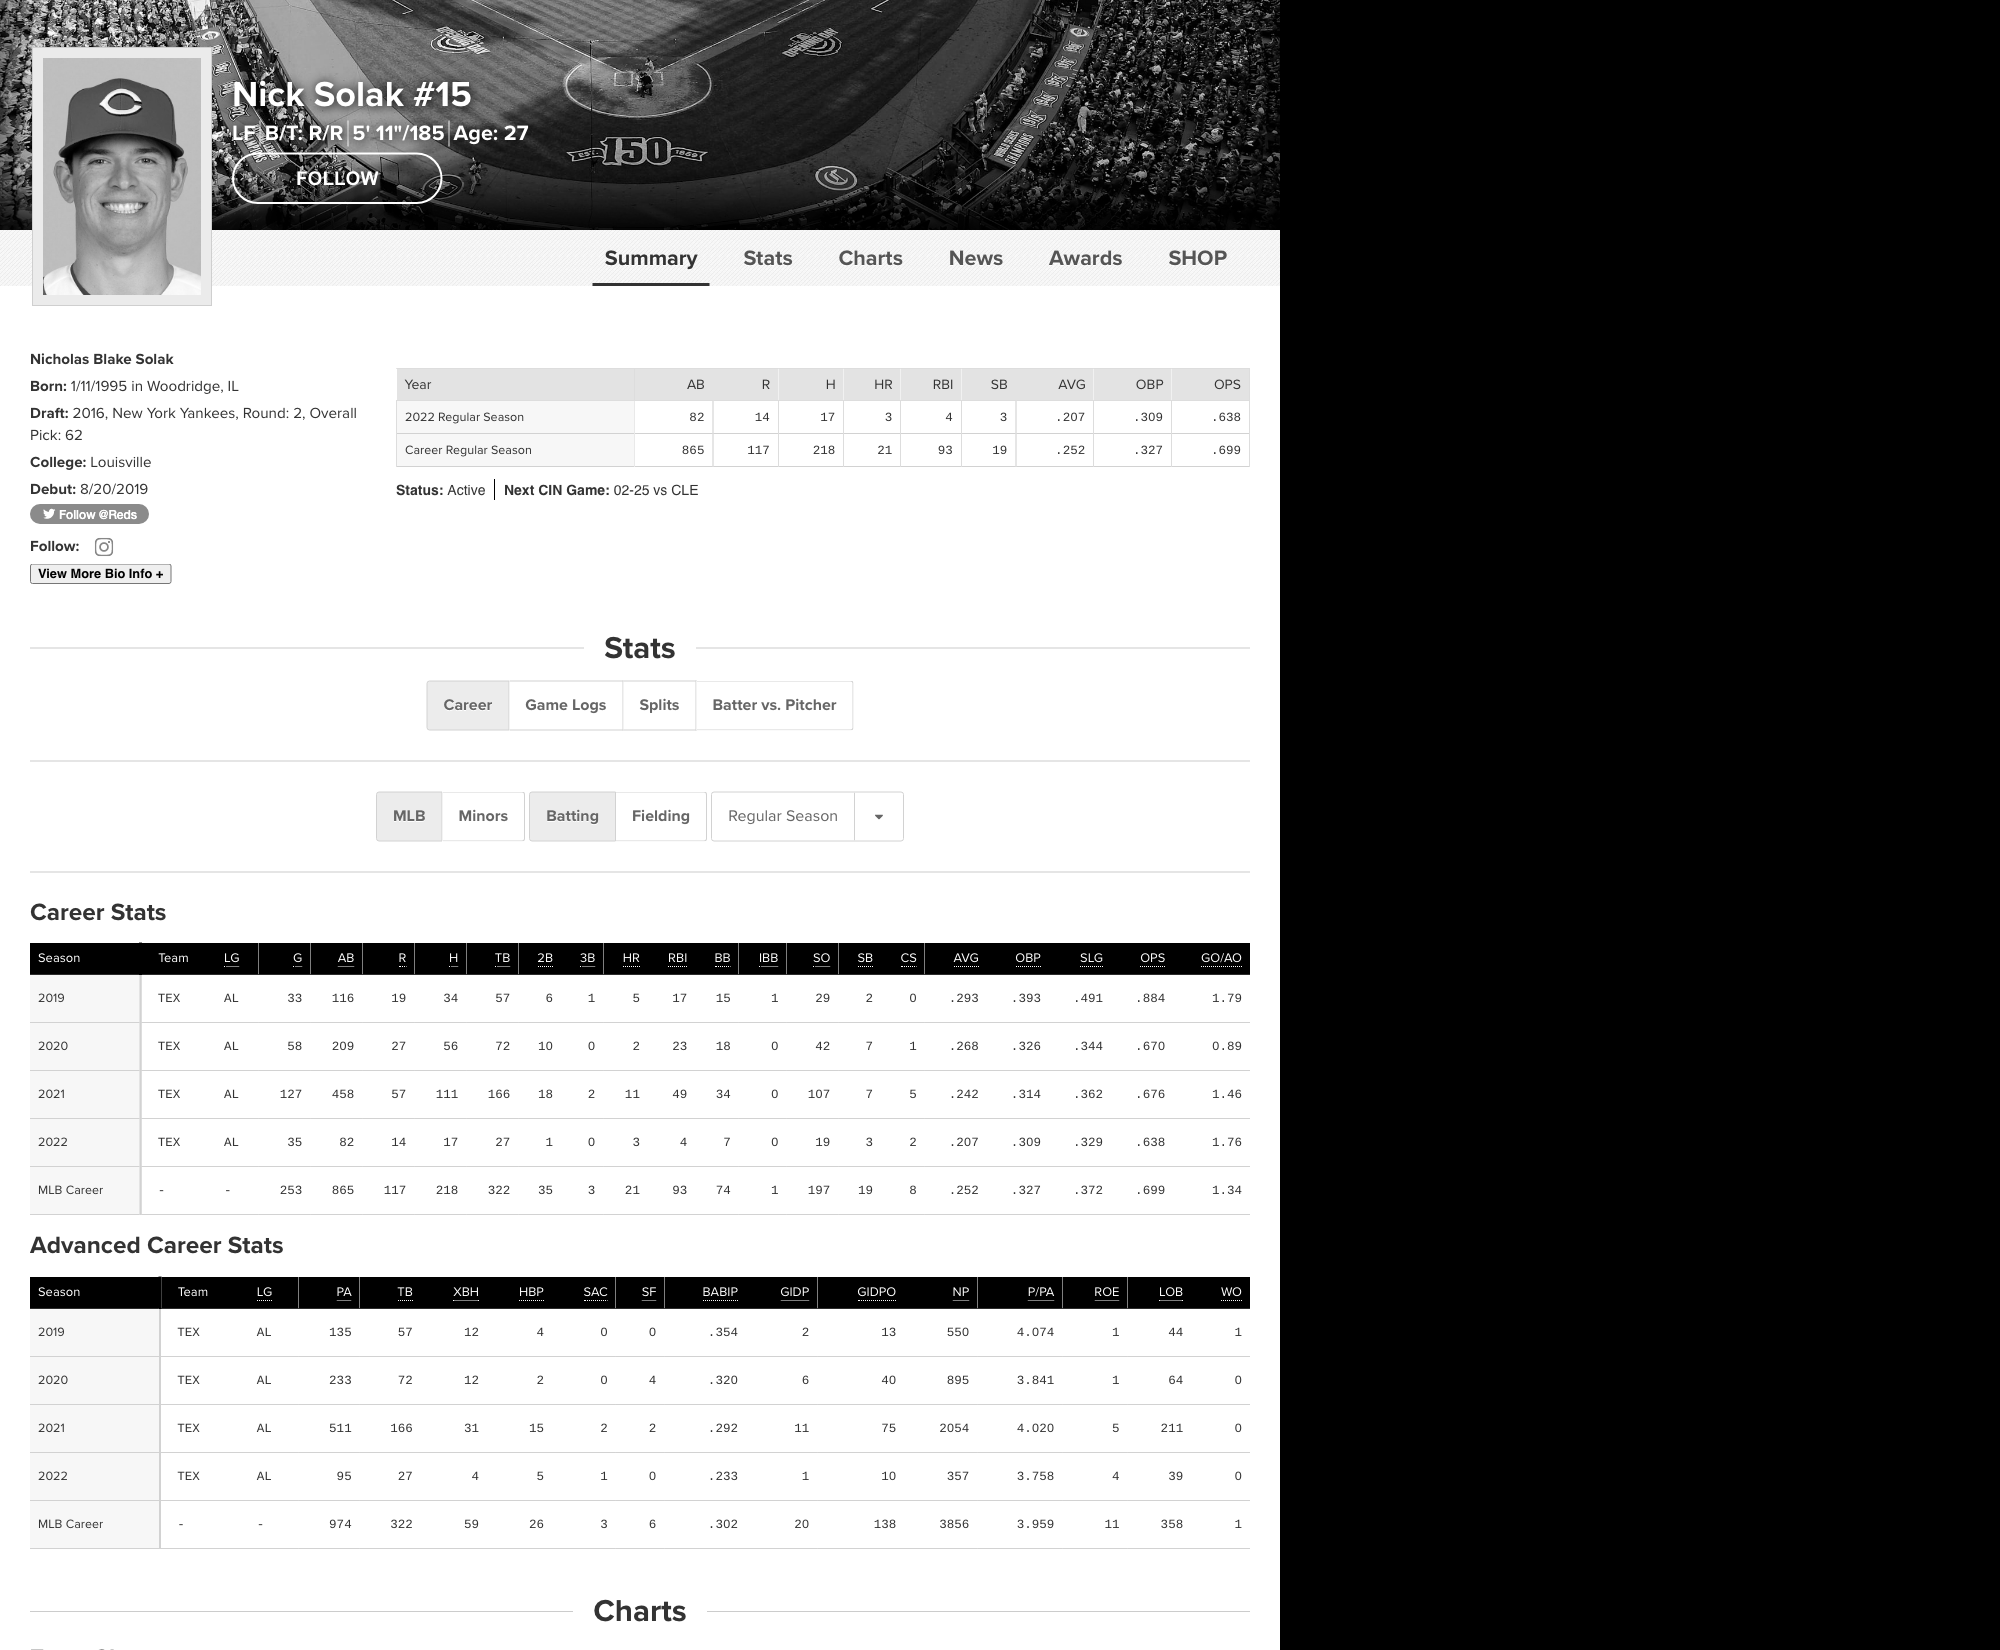 Nick Solak #15
LF B/T: R/R 5' 11"/185 Age: 27
FOLLOW
EST. 150 1869
Summary Stats Charts News Awards SHOP
Nicholas Blake Solak
Born: 1/11/1995 in Woodridge, IL
Draft: 2016, New York Yankees, Round: 2, Overall
Pick: 62
College: Louisville
Debut: 8/20/2019
Follow @Reds
Follow:
View More Bio Info +
Year AB R H HR RBI SB AVG OBP OPS
2022 Regular Season 82 14 17 3 4 3 .207 .309 .638
Career Regular Season 865 117 218 21 93 19 .252 .327 .699
Status: Active Next CIN Game: 02-25 vs CLE
Stats
Career Game Logs Splits Batter vs. Pitcher
MLB Minors Batting Fielding Regular Season
Career Stats
Season Team LG G AB R H TB 2B 3B HR RBI BB IBB SO SB CS AVG OBP SLG OPS GO/AO
2019 TEX AL 33 116 19 34 57 6 1 5 17 15 1 29 2 0 .293 .393 .491 .884 1.79
2020 TEX AL 58 209 27 56 72 10 0 2 23 18 0 42 7 1 .268 .326 .344 .670 0.89
2021 TEX AL 127 458 57 111 166 18 2 11 49 34 0 107 7 5 .242 .314 .362 .676 1.46
2022 TEX AL 35 82 14 17 27 1 0 3 4 7 0 19 3 2 .207 .309 .329 .638 1.76
MLB Career - - 253 865 117 218 322 35 3 21 93 74 1 197 19 8 .252 .327 .372 .699 1.34
Advanced Career Stats
Season Team LG PA TB XBH HBP SAC SF BABIP GIDP GIDPO NP P/PA ROE LOB WO
2019 TEX AL 135 57 12 4 0 0 .354 2 13 550 4.074 1 44 1
2020 TEX AL 233 72 12 2 0 4 .320 6 40 895 3.841 1 64 0
2021 TEX AL 511 166 31 15 2 2 .292 11 75 2054 4.020 5 211 0
2022 TEX AL 95 27 4 5 1 0 .233 1 10 357 3.758 4 39 0
MLB Career - - 974 322 59 26 3 6 .302 20 138 3856 3.959 11 358 1
Charts